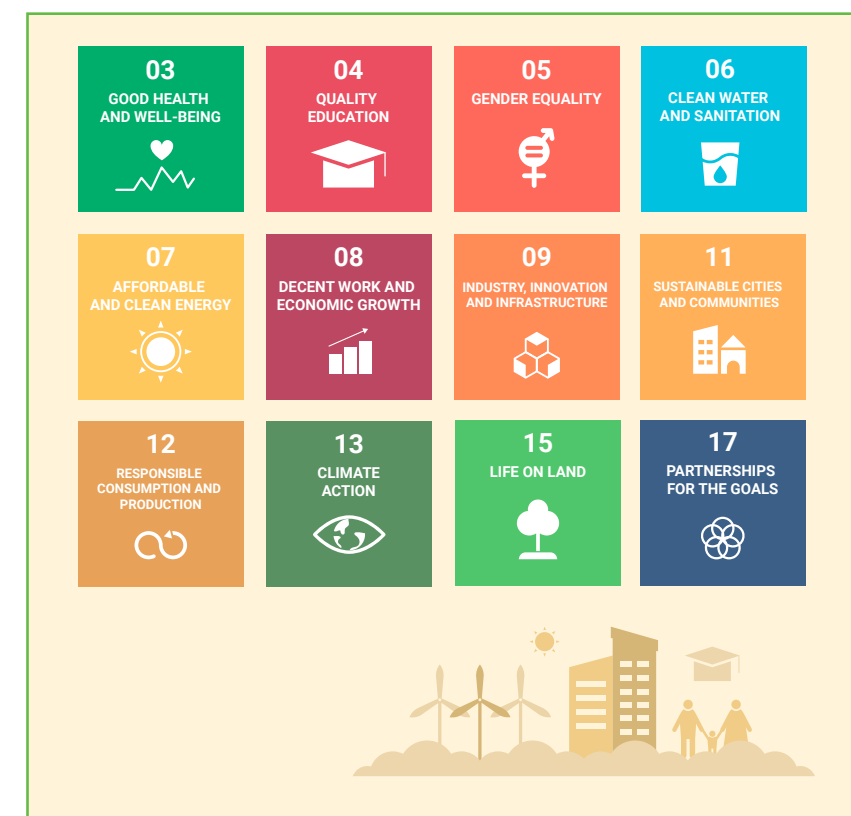 03
GOOD HEALTH
AND WELL-BEING
04
QUALITY
EDUCATION
05
GENDER EQUALITY
06
CLEAN WATER
AND SANITATION
07
AFFORDABLE
AND CLEAN ENERGY
08
DECENT WORK AND
ECONOMIC GROWTH
09
INDUSTRY, INNOVATION
AND INFRASTRUCTURE
11
SUSTAINABLE CITIES
AND COMMUNITIES
12
RESPONSIBLE
CONSUMPTION AND
PRODUCTION
13
CLIMATE
ACTION
15
LIFE ON LAND
17
PARTNERSHIPS
FOR THE GOALS